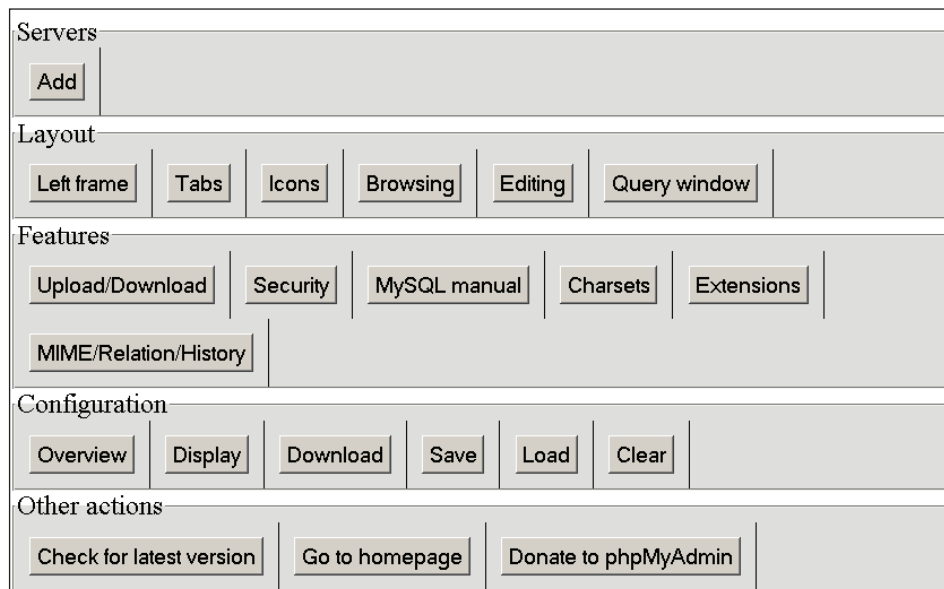 Servers
Add
Layout
Left frame Tabs Icons Browsing Editing Query window
Features
Upload/Download Security MySQL manual Charsets Extensions
MIME/Relation/History
Configuration
Overview Display Download Save Load Clear
Other actions
Check for latest version Go to homepage Donate to phpMyAdmin